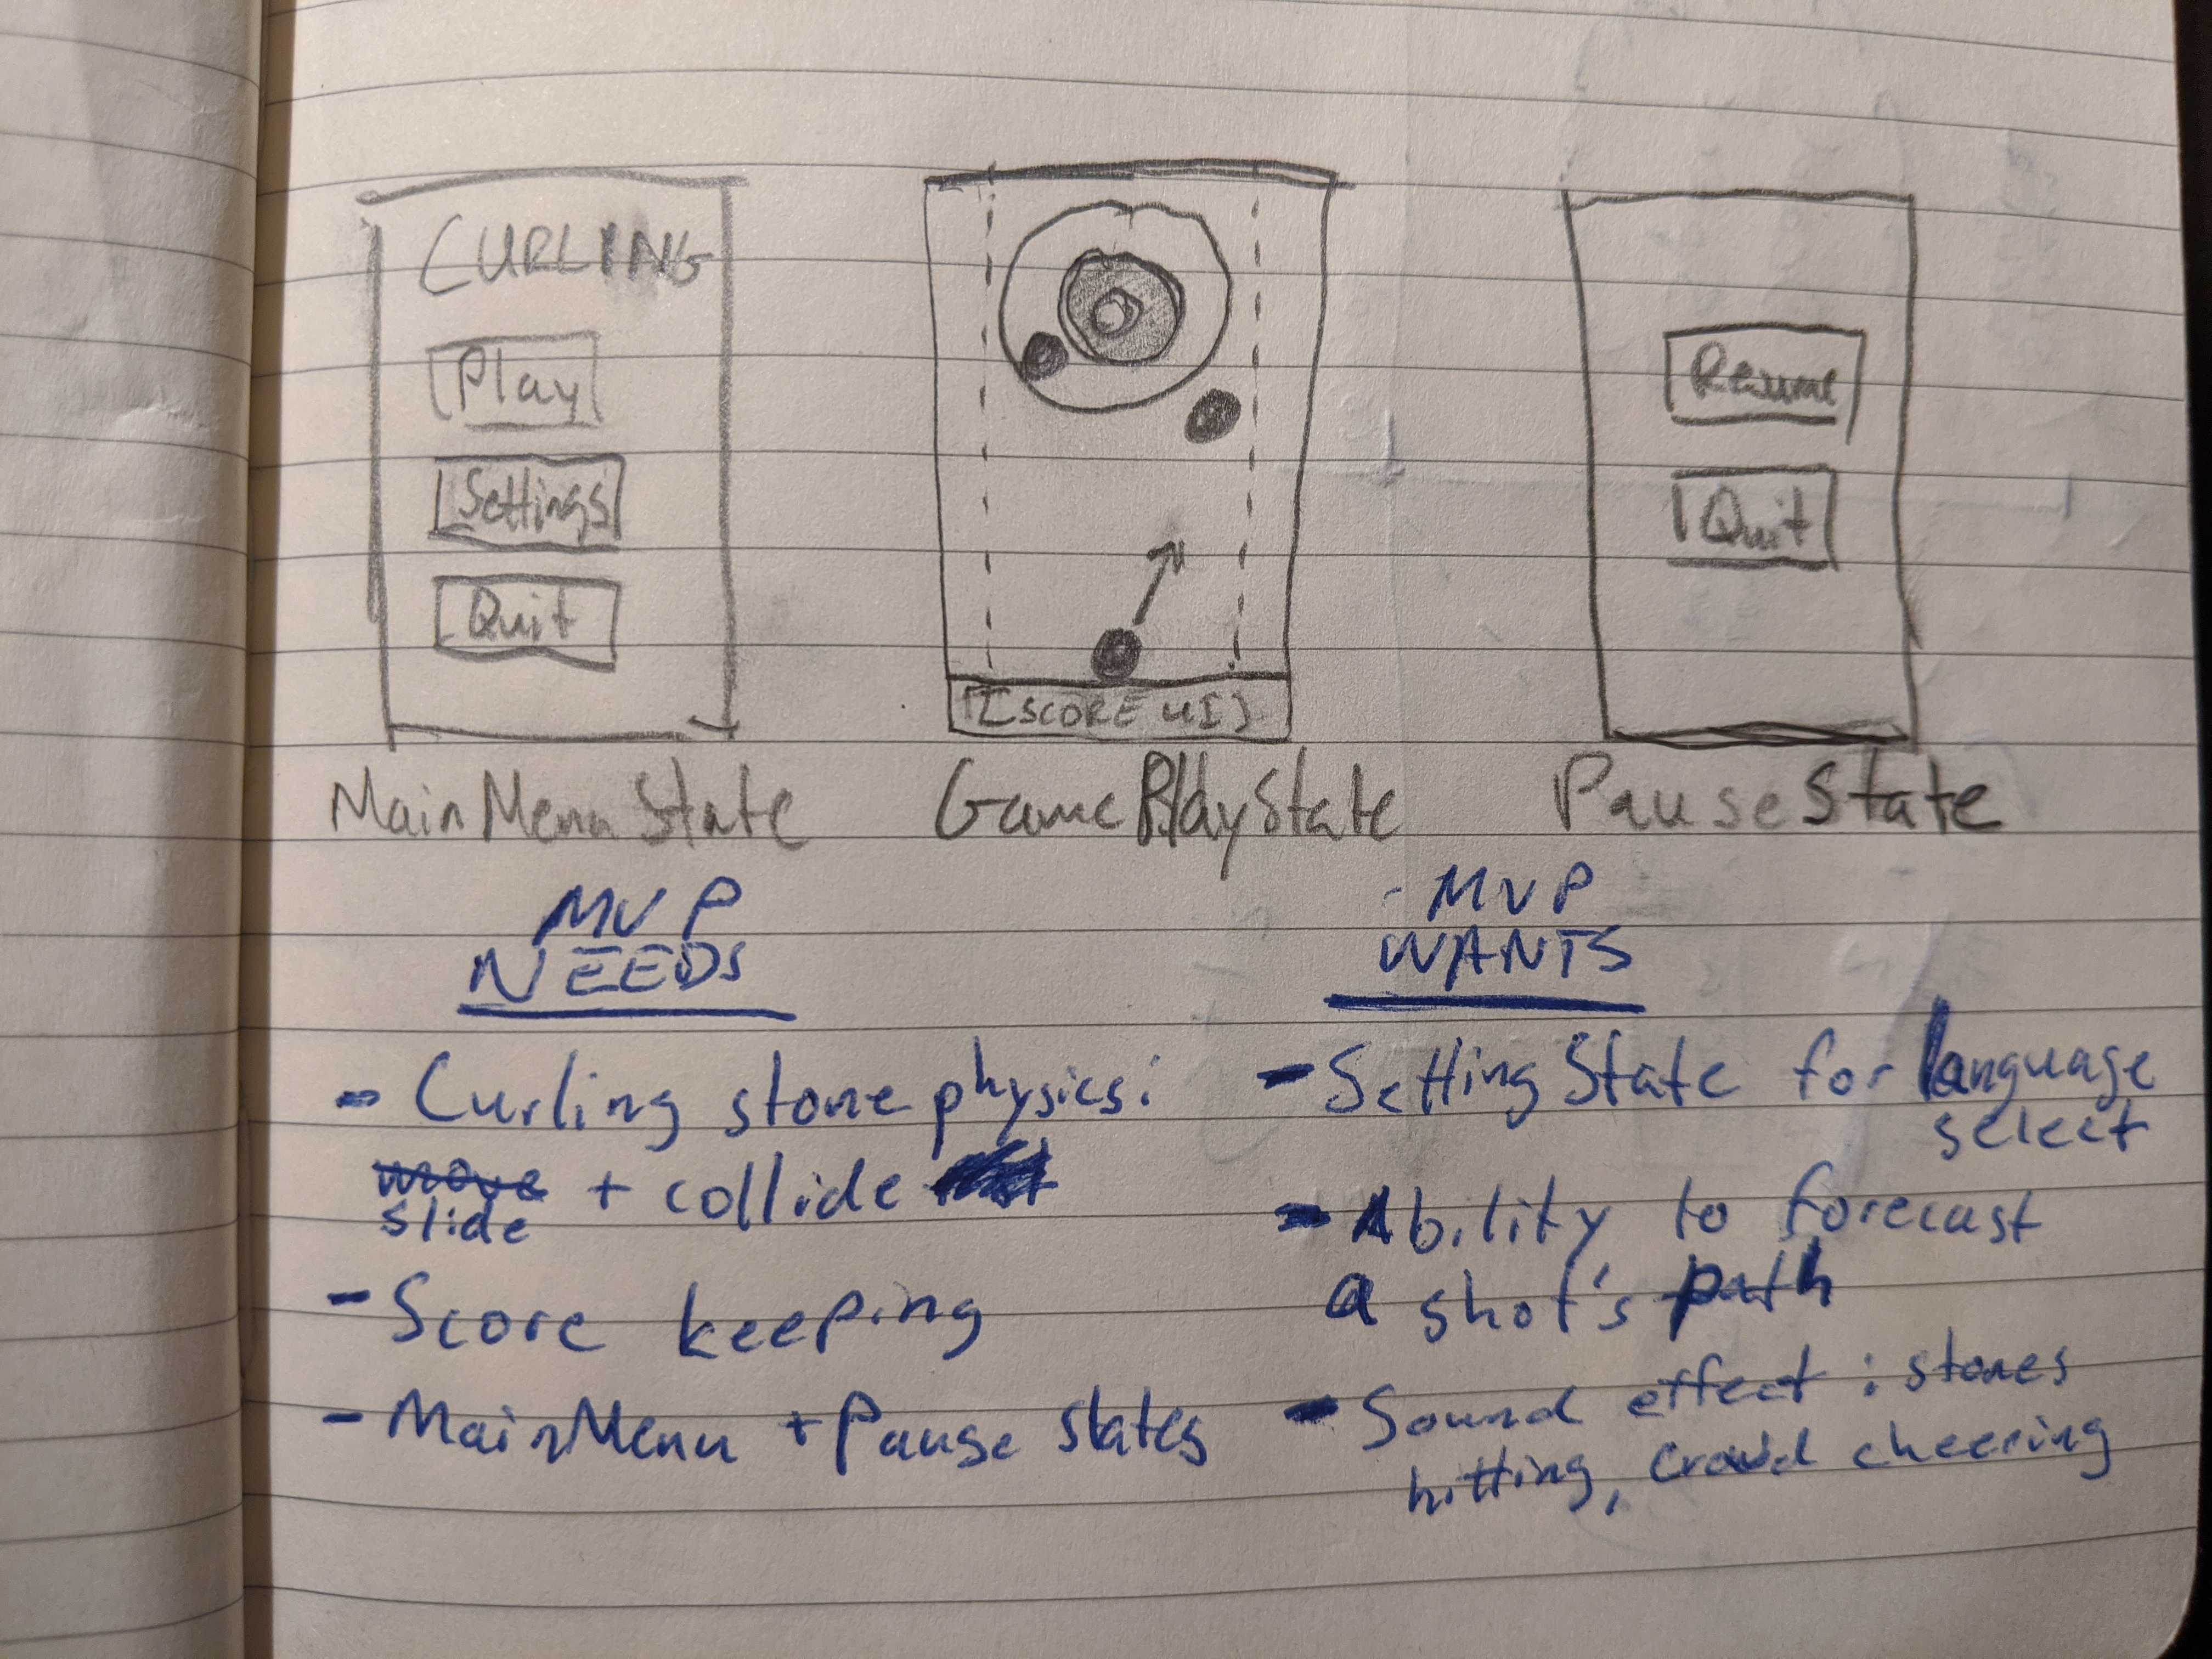 CURLING
Play
Settings
Quit
MainMenuState
[SCORE UI]
GamePlayState
Resume
Quit
PauseState
MVP
NEEDS
- Curling stone physics:
move + collide
slide
- Score keeping
- MainMenu + Pause states
- MVP
WANTS
- SettingState for language
select
- Ability to forecast
a shot's path
- Sound effect: stones
hitting, crowd cheering